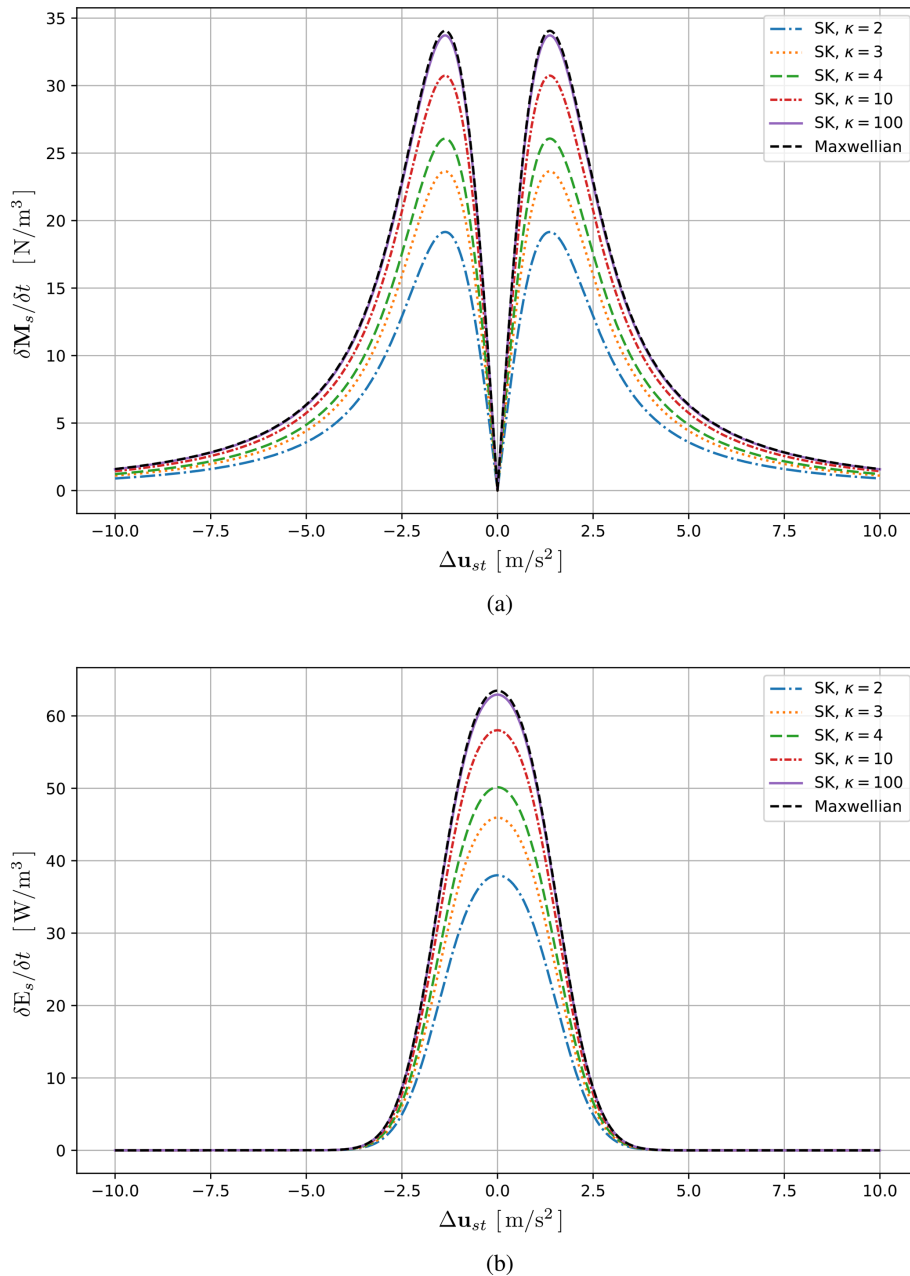 35
30
25
20
15
10
5
0
δM_s/δt [N/m³]
−10.0 −7.5 −5.0 −2.5 0.0 2.5 5.0 7.5 10.0
Δu_st [m/s²]
SK, κ = 2
SK, κ = 3
SK, κ = 4
SK, κ = 10
SK, κ = 100
Maxwellian
(a)
60
50
40
30
20
10
0
δE_s/δt [W/m³]
−10.0 −7.5 −5.0 −2.5 0.0 2.5 5.0 7.5 10.0
Δu_st [m/s²]
SK, κ = 2
SK, κ = 3
SK, κ = 4
SK, κ = 10
SK, κ = 100
Maxwellian
(b)